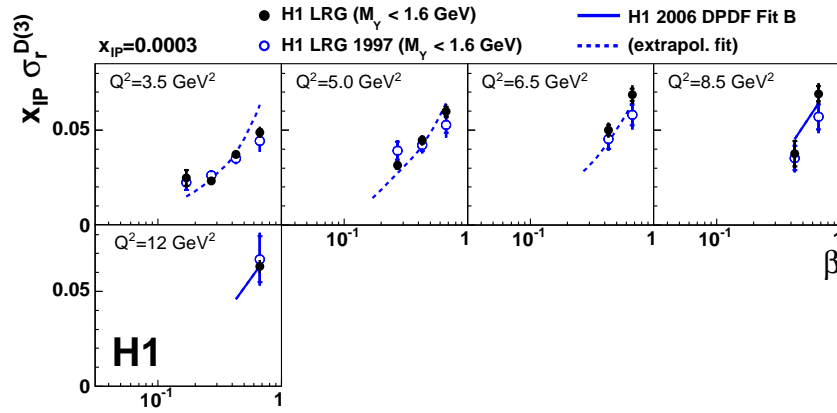 H1 LRG (M_Y < 1.6 GeV)
H1 2006 DPDF Fit B
x_IP=0.0003
H1 LRG 1997 (M_Y < 1.6 GeV)
(extrapol. fit)
x_IP σ_r^D(3)
Q²=3.5 GeV²
Q²=5.0 GeV²
Q²=6.5 GeV²
Q²=8.5 GeV²
0.05
0
10⁻¹ 1 10⁻¹ 1 10⁻¹ 1
Q²=12 GeV²
β
0.05
H1
0
10⁻¹ 1